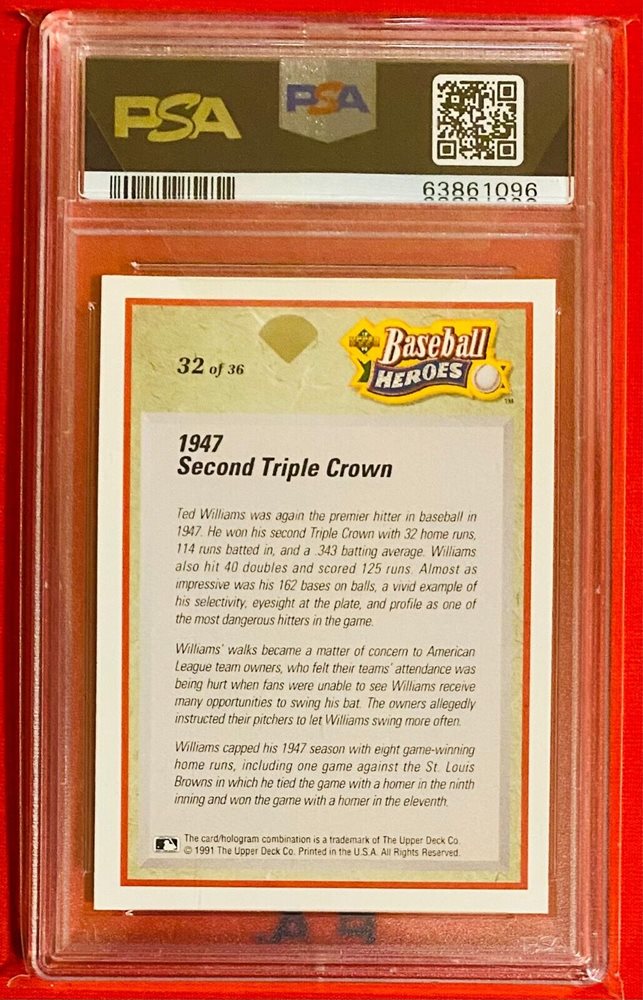 PSA
PSA
63861096
32 of 36
Baseball
HEROES
TM
1947
Second Triple Crown
Ted Williams was again the premier hitter in baseball in
1947. He won his second Triple Crown with 32 home runs,
114 runs batted in, and a .343 batting average. Williams
also hit 40 doubles and scored 125 runs. Almost as
impressive was his 162 bases on balls, a vivid example of
his selectivity, eyesight at the plate, and profile as one of
the most dangerous hitters in the game.
Williams' walks became a matter of concern to American
League team owners, who felt their teams' attendance was
being hurt when fans were unable to see Williams receive
many opportunities to swing his bat. The owners allegedly
instructed their pitchers to let Williams swing more often.
Williams capped his 1947 season with eight game-winning
home runs, including one game against the St. Louis
Browns in which he tied the game with a homer in the ninth
inning and won the game with a homer in the eleventh.
The card/hologram combination is a trademark of The Upper Deck Co.
© 1991 The Upper Deck Co. Printed in the U.S.A. All Rights Reserved.
PSA